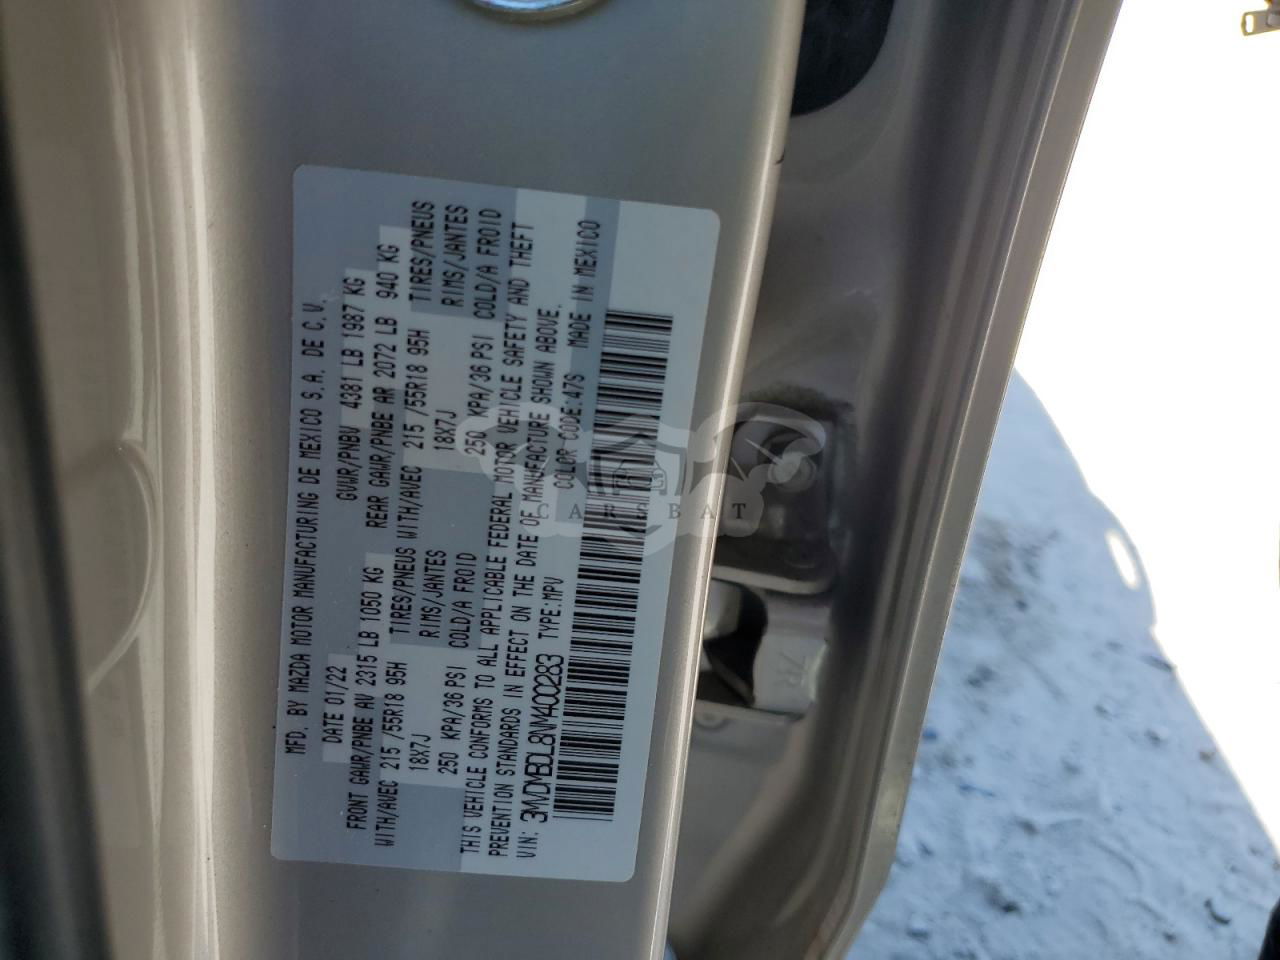 MFD. BY MAZDA MOTOR MANUFACTURING DE MEXICO S.A. DE C.V.
DATE 01/22 GVWR/PNBV 4381 LB 1987 KG
FRONT GAWR/PNBE AV 2315 LB 1050 KG REAR GAWR/PNBE AR 2072 LB 940 KG
WITH/AVEC 215 /55R18 95H TIRES/PNEUS WITH/AVEC 215 /55R18 95H TIRES/PNEUS
18X7J RIMS/JANTES 18X7J RIMS/JANTES
250 KPA/36 PSI COLD/A FROID 250 KPA/36 PSI COLD/A FROID
THIS VEHICLE CONFORMS TO ALL APPLICABLE FEDERAL MOTOR VEHICLE SAFETY AND THEFT
PREVENTION STANDARDS IN EFFECT ON THE DATE OF MANUFACTURE SHOWN ABOVE.
VIN: 3MVDMBDL8NM400283 TYPE:MPV COLOR CODE:47S MADE IN MEXICO
CARSBAT
7R